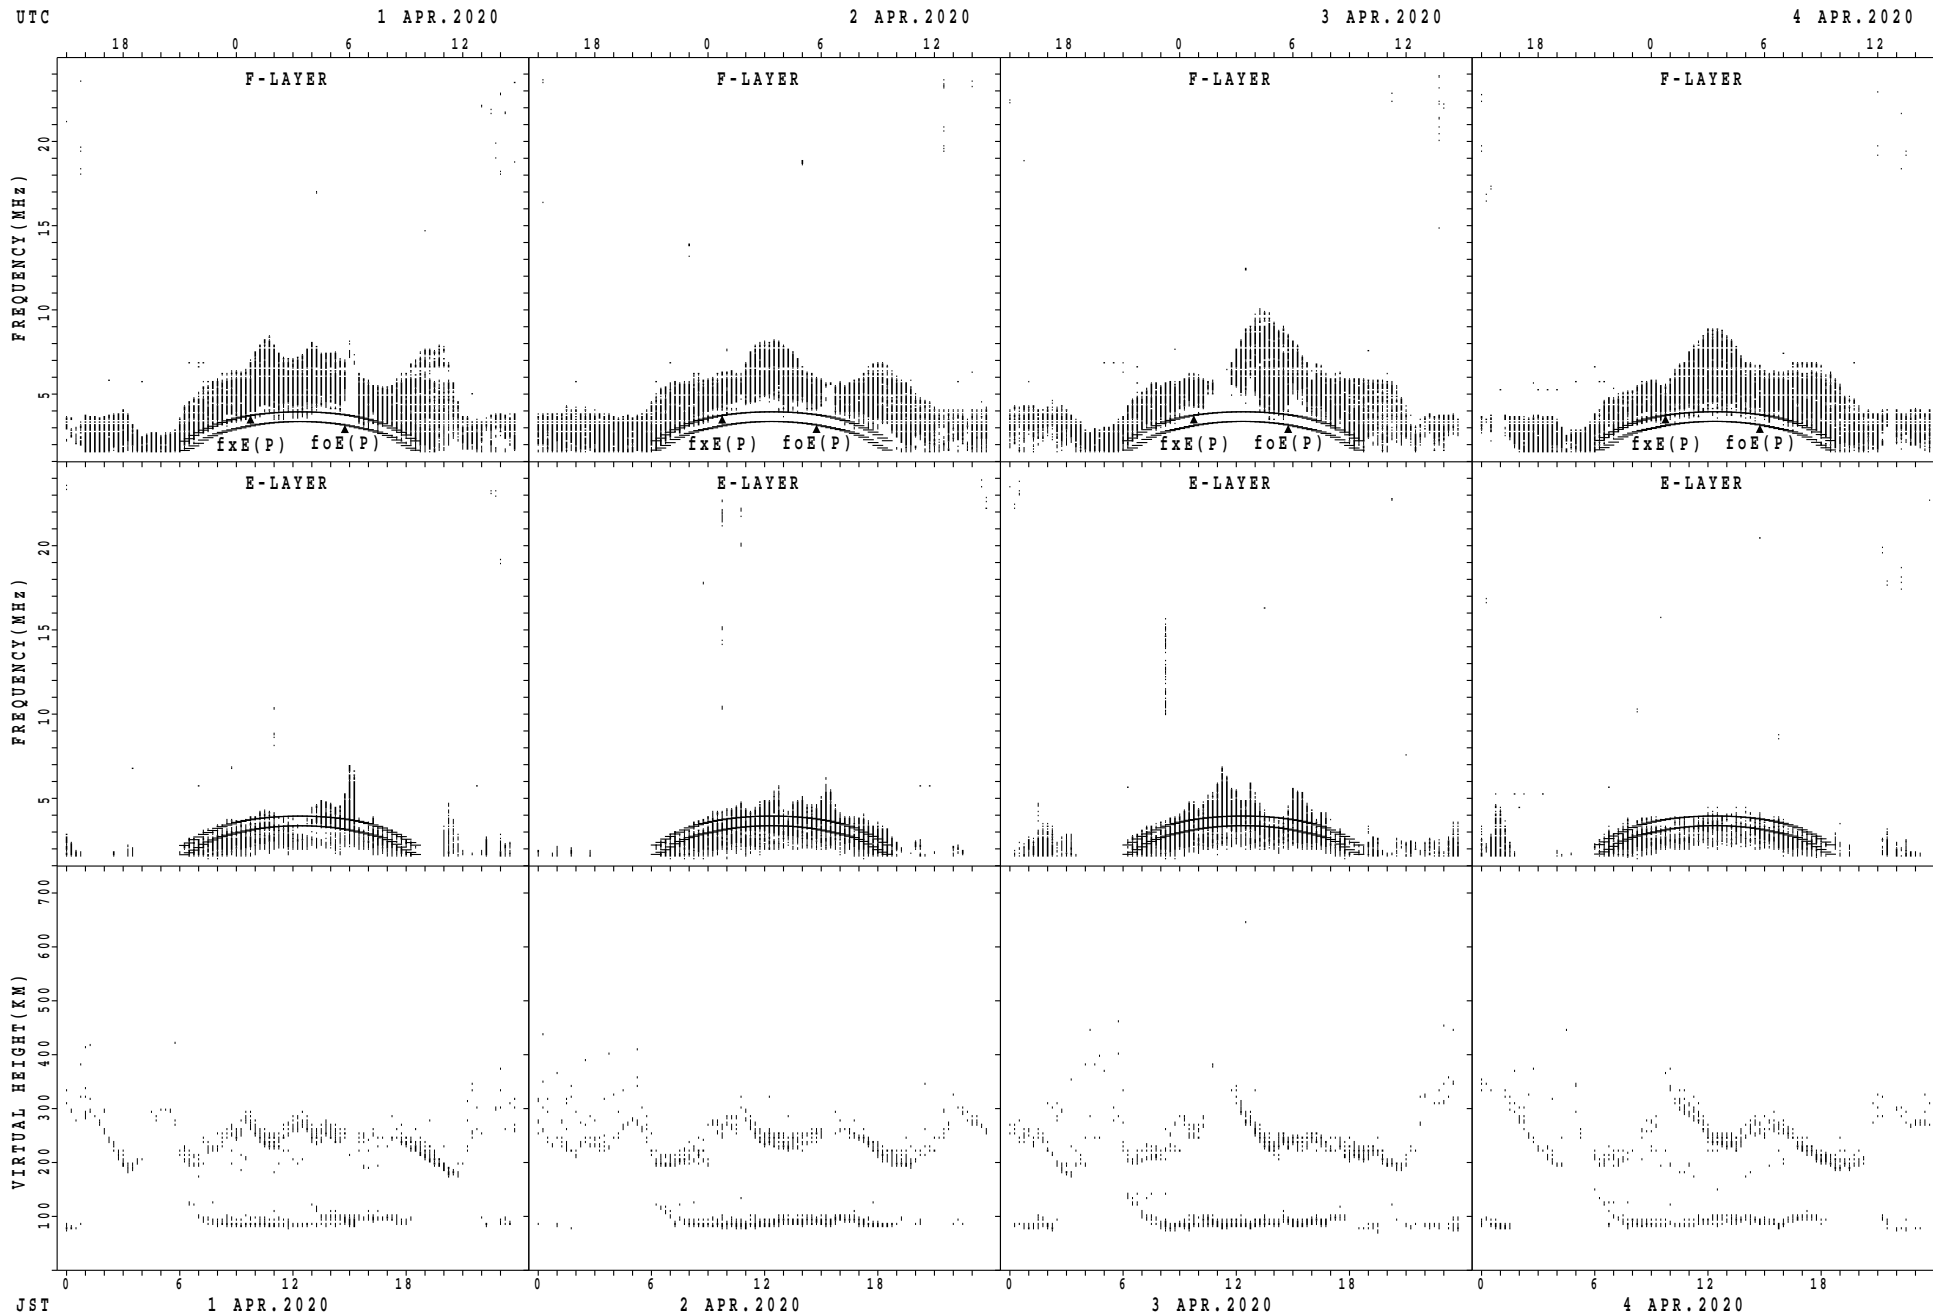 UTC 1 APR.2020 2 APR.2020 3 APR.2020 4 APR.2020
18 0 6 12 18 0 6 12 18 0 6 12 18 0 6 12
F-LAYER F-LAYER F-LAYER F-LAYER
FREQUENCY(MHz)
20
15
10
5
fxE(P) foE(P) fxE(P) foE(P) fxE(P) foE(P) fxE(P) foE(P)
E-LAYER E-LAYER E-LAYER E-LAYER
FREQUENCY(MHz)
20
15
10
5
VIRTUAL HEIGHT(KM)
700
600
500
400
300
200
100
0 6 12 18 0 6 12 18 0 6 12 18 0 6 12 18
JST 1 APR.2020 2 APR.2020 3 APR.2020 4 APR.2020